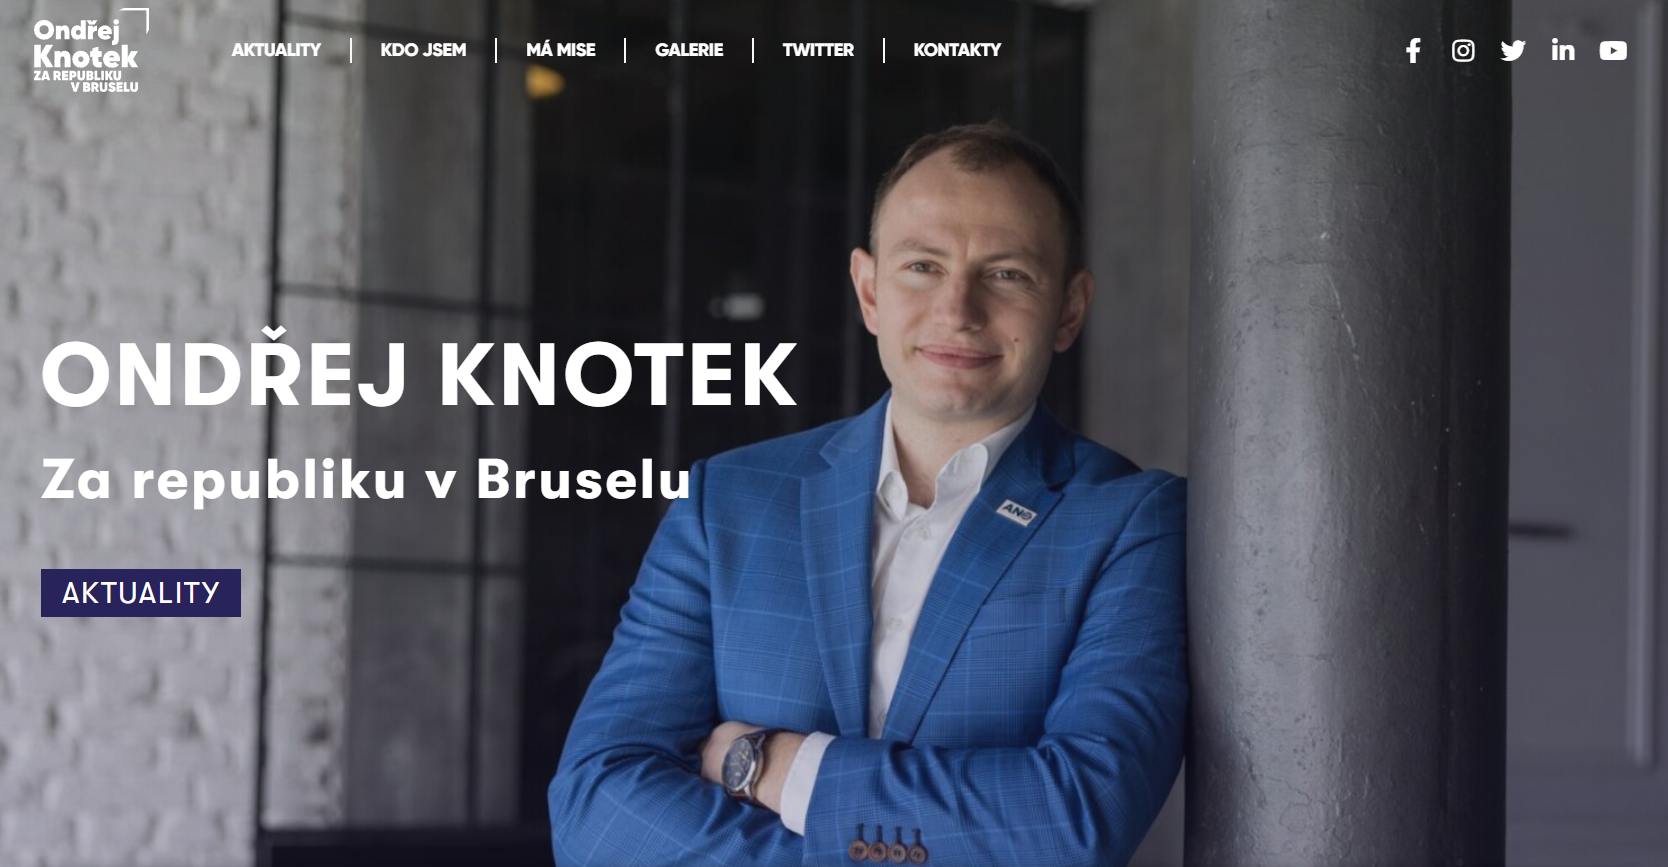 Ondřej
Knotek
ZA REPUBLIKU
V BRUSELU
AKTUALITY
KDO JSEM
MÁ MISE
GALERIE
TWITTER
KONTAKTY
ONDŘEJ KNOTEK
Za republiku v Bruselu
ANO
AKTUALITY